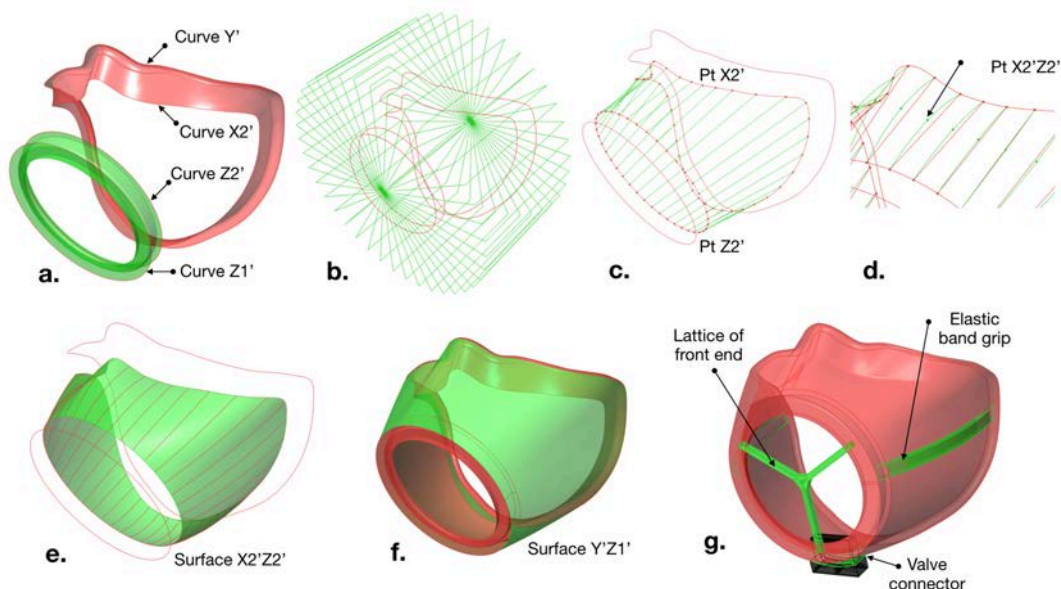 Curve Y'
Curve X2'
Curve Z2'
Curve Z1'
a.
b.
Pt X2'
Pt Z2'
c.
Pt X2'Z2'
d.
Surface X2'Z2'
e.
Surface Y'Z1'
f.
Lattice of
front end
Elastic
band grip
g.
Valve
connector